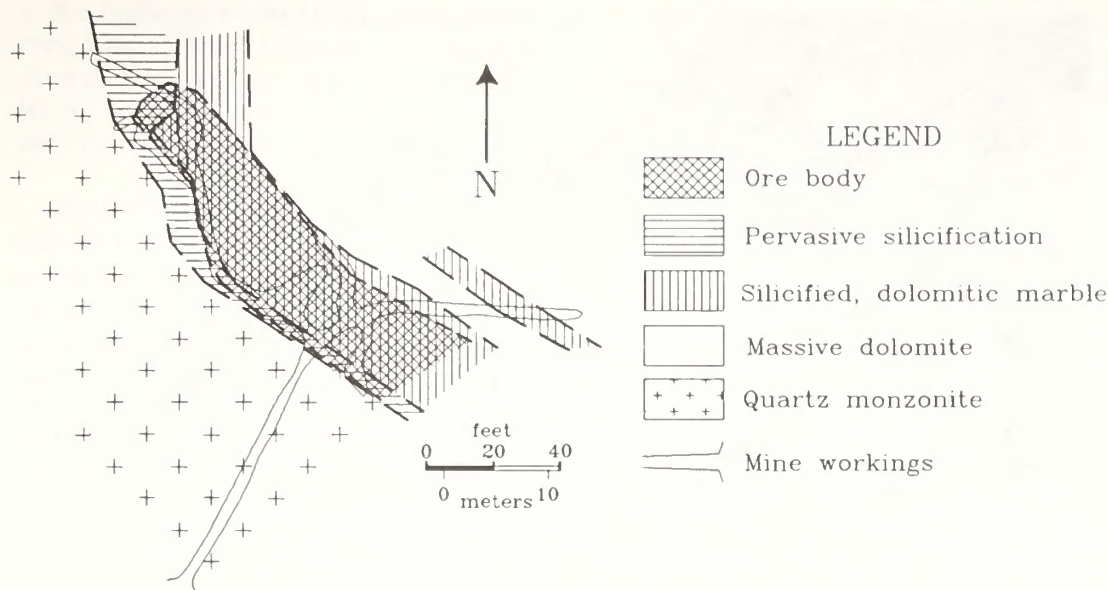 N
LEGEND
Ore body
Pervasive silicification
Silicified, dolomitic marble
Massive dolomite
Quartz monzonite
Mine workings
feet
0 20 40
0 meters 10